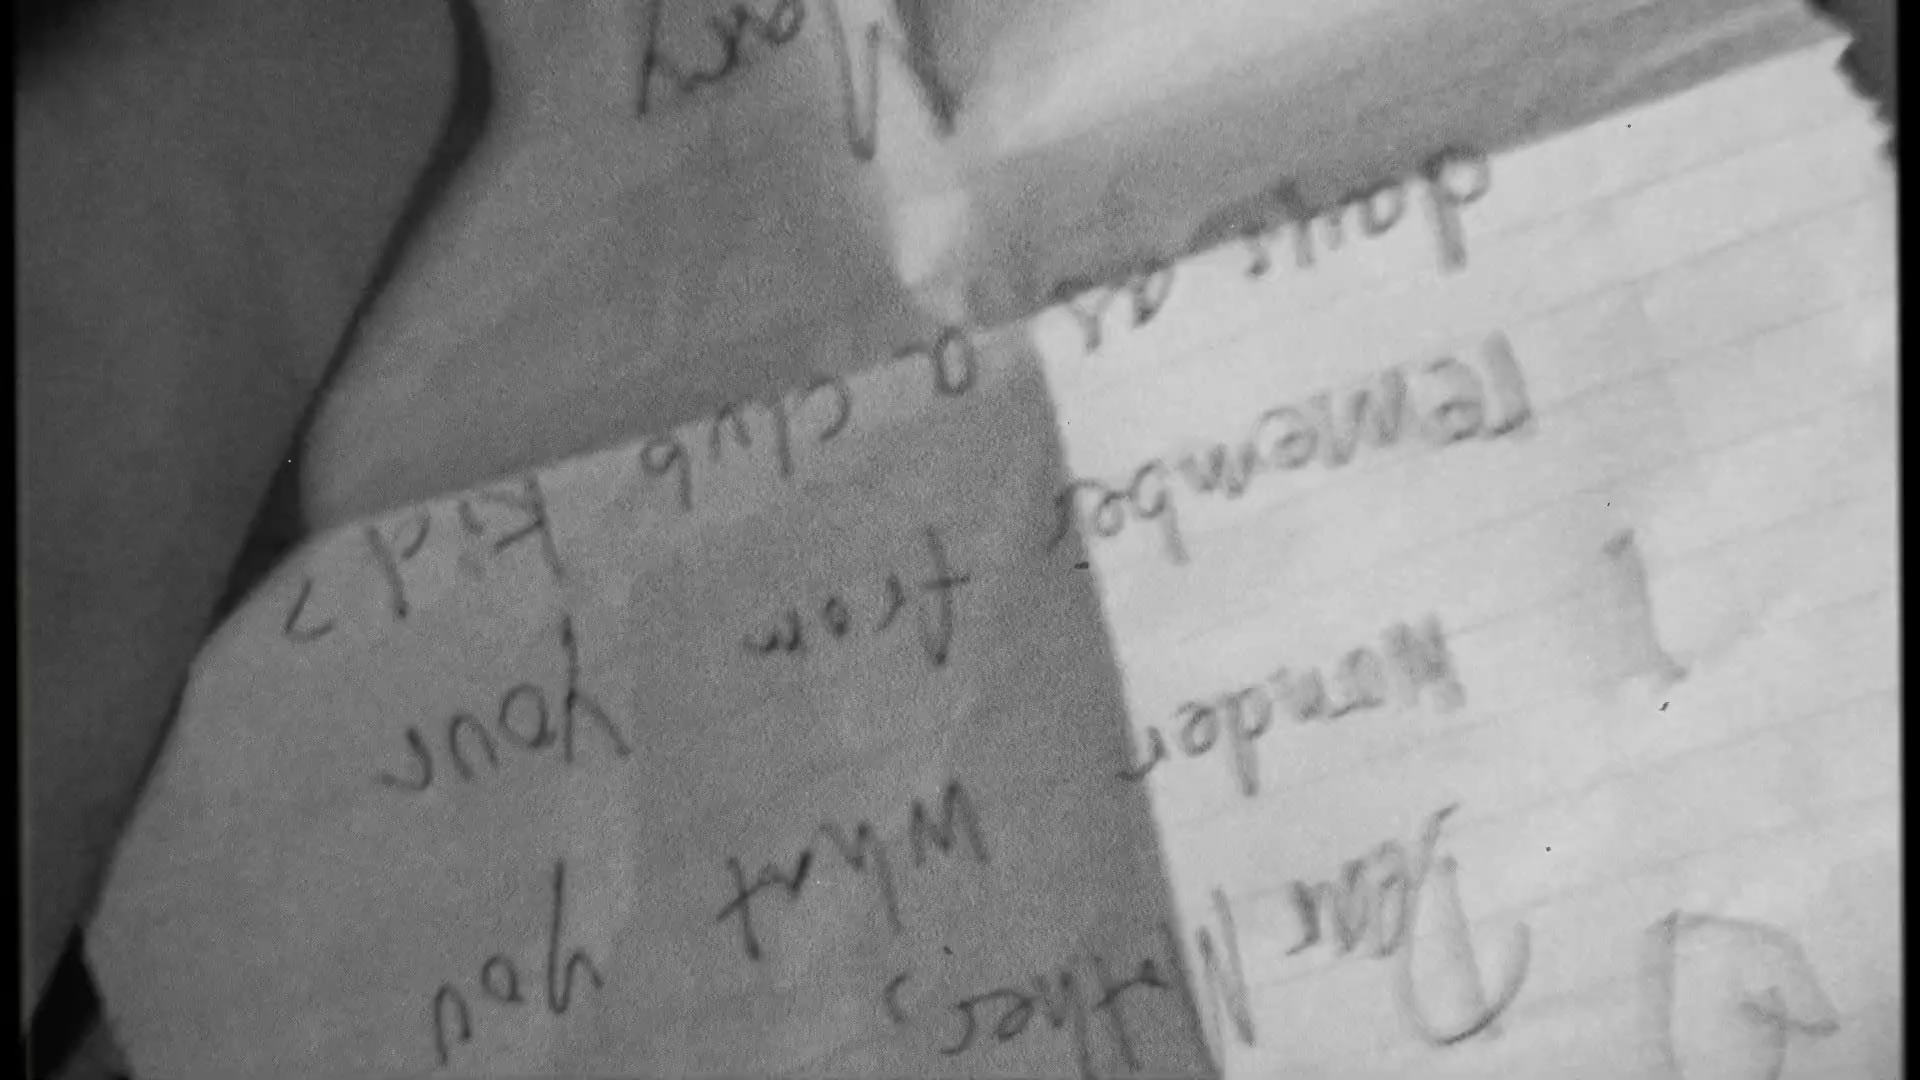 Dear Mother,
I wonder what you
remember from your
days as a club kid?